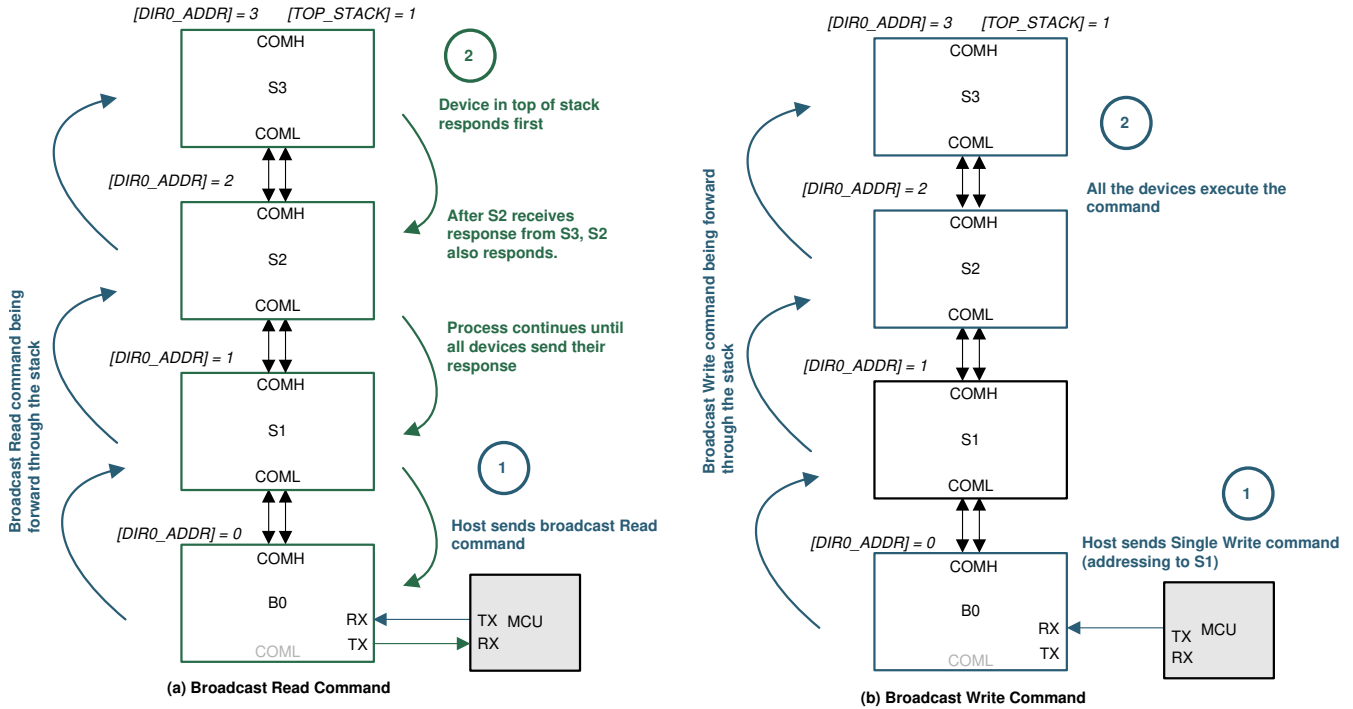 [DIR0_ADDR] = 3 [TOP_STACK] = 1
COMH
S3
COML
2
Device in top of stack
responds first
[DIR0_ADDR] = 2
COMH
S2
COML
After S2 receives
response from S3, S2
also responds.
Process continues until
all devices send their
response
[DIR0_ADDR] = 1
COMH
S1
COML
1
Host sends broadcast Read
command
[DIR0_ADDR] = 0
COMH
B0
RX
TX
COML
TX MCU
RX
Broadcast Read command being
forward through the stack
(a) Broadcast Read Command
[DIR0_ADDR] = 3 [TOP_STACK] = 1
COMH
S3
COML
2
All the devices execute the
command
[DIR0_ADDR] = 2
COMH
S2
COML
[DIR0_ADDR] = 1
COMH
S1
COML
1
Host sends Single Write command
(addressing to S1)
[DIR0_ADDR] = 0
COMH
B0
RX
TX
COML
TX MCU
RX
Broadcast Write command being forward
through the stack
(b) Broadcast Write Command